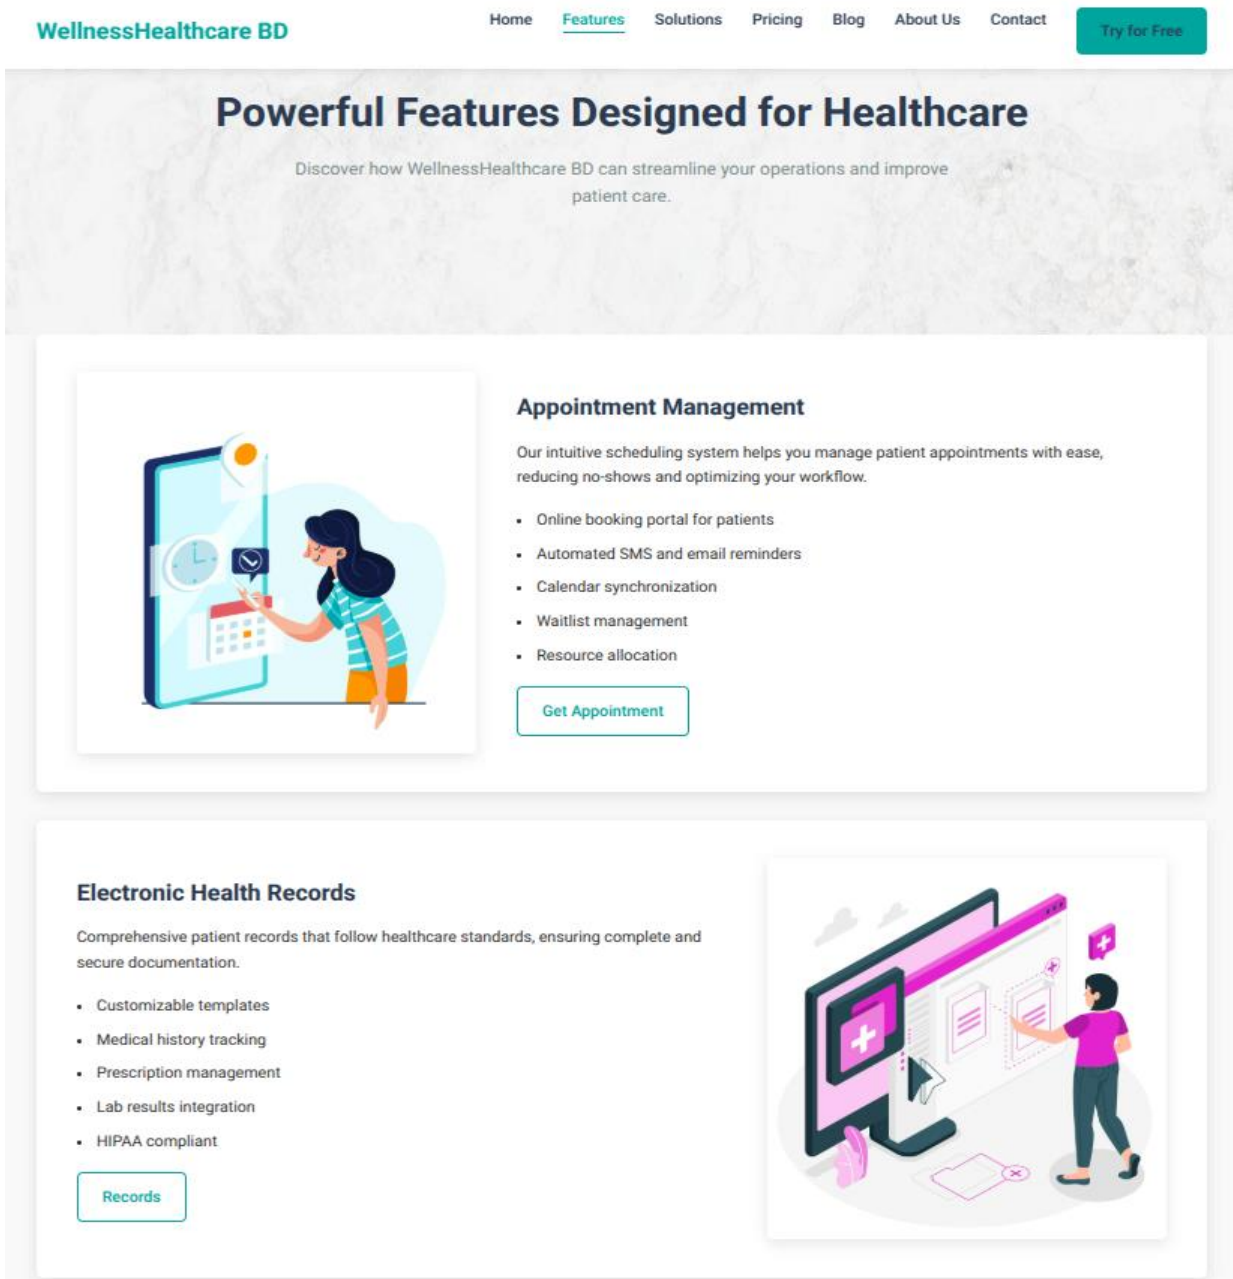 WellnessHealthcare BD
Home Features Solutions Pricing Blog About Us Contact Try for Free
Powerful Features Designed for Healthcare
Discover how WellnessHealthcare BD can streamline your operations and improve
patient care.
Appointment Management
Our intuitive scheduling system helps you manage patient appointments with ease,
reducing no-shows and optimizing your workflow.
• Online booking portal for patients
• Automated SMS and email reminders
• Calendar synchronization
• Waitlist management
• Resource allocation
Get Appointment
Electronic Health Records
Comprehensive patient records that follow healthcare standards, ensuring complete and
secure documentation.
• Customizable templates
• Medical history tracking
• Prescription management
• Lab results integration
• HIPAA compliant
Records